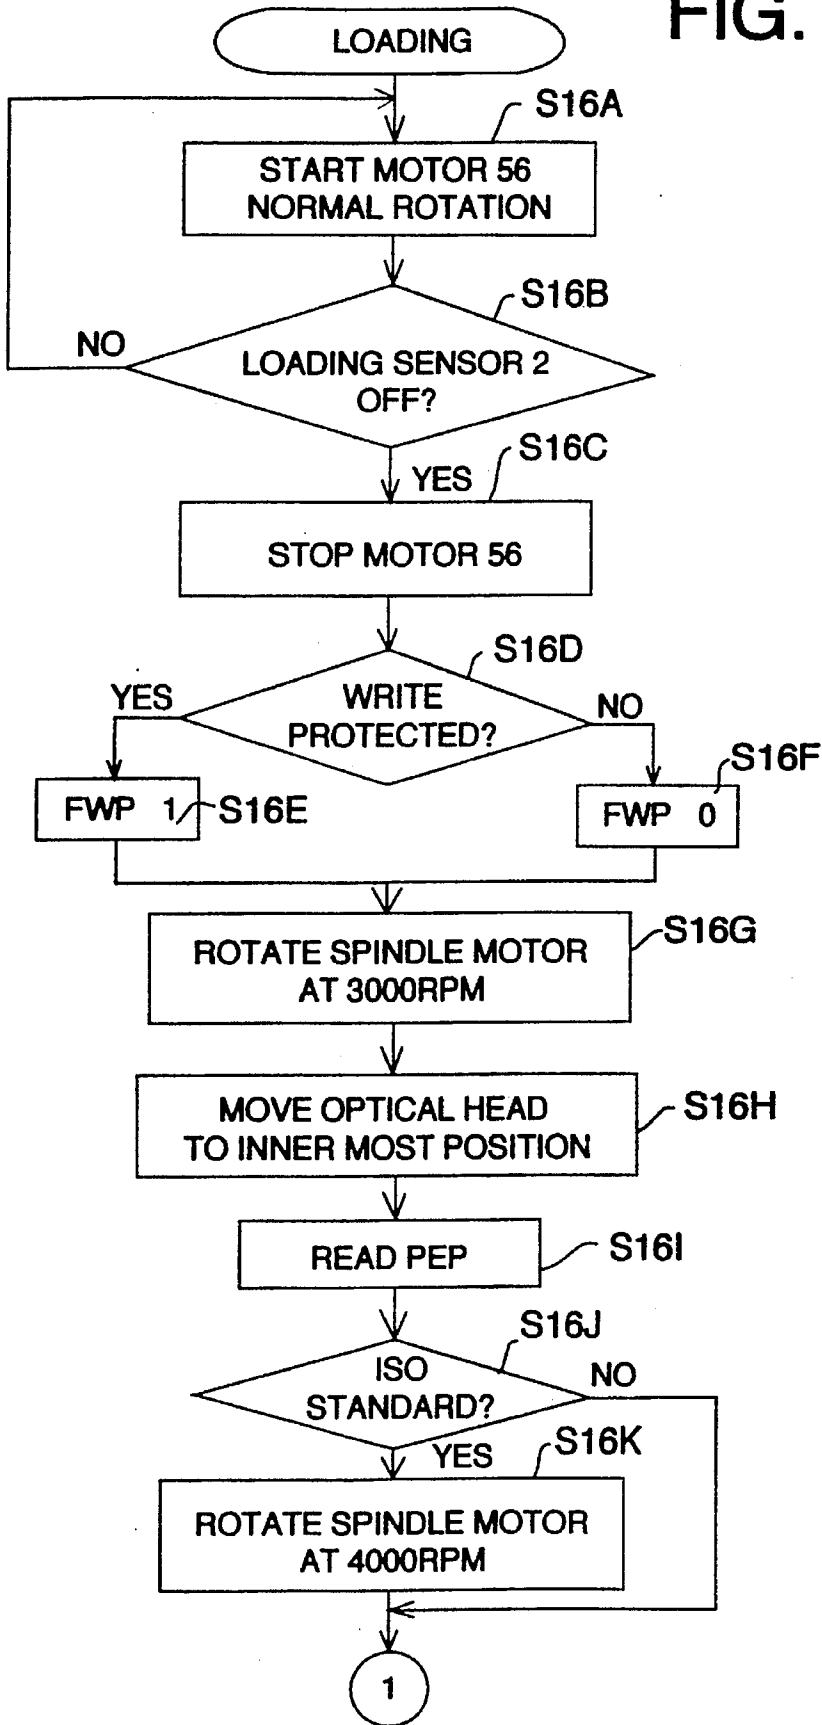 FIG.
LOADING
S16A
START MOTOR 56
NORMAL ROTATION
S16B
NO
LOADING SENSOR 2
OFF?
S16C
YES
STOP MOTOR 56
S16D
YES
WRITE
PROTECTED?
NO
S16F
FWP 1
S16E
FWP 0
S16G
ROTATE SPINDLE MOTOR
AT 3000RPM
S16H
MOVE OPTICAL HEAD
TO INNER MOST POSITION
READ PEP
S16I
S16J
ISO
STANDARD?
NO
YES
S16K
ROTATE SPINDLE MOTOR
AT 4000RPM
1